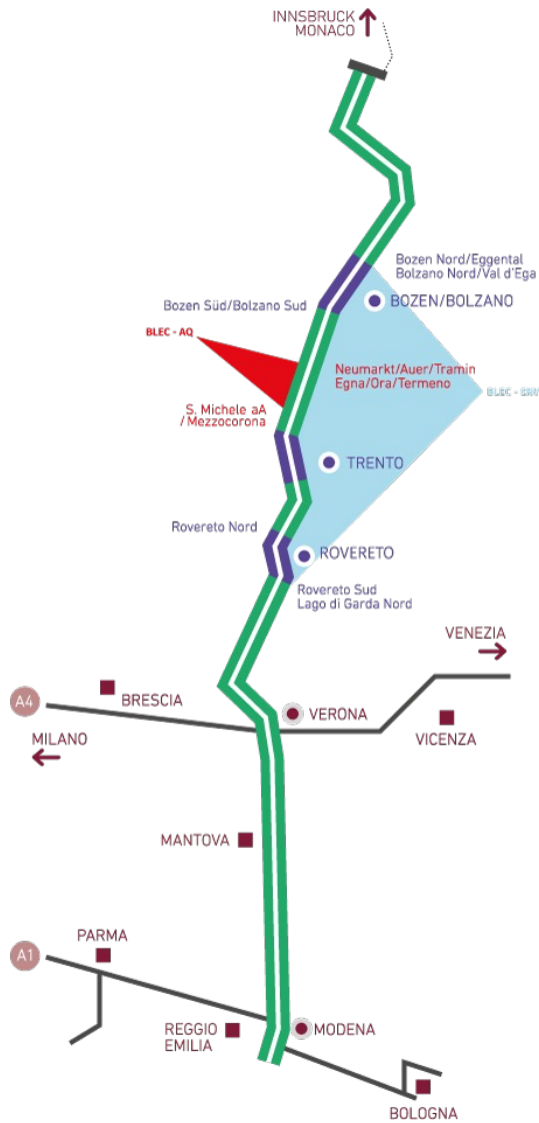 INNSBRUCK
MONACO
Bozen Nord/Eggental
Bolzano Nord/Val d'Ega
BOZEN/BOLZANO
Bozen Süd/Bolzano Sud
BLEC - AQ
Neumarkt/Auer/Tramin
Egna/Ora/Termeno
BLEC - ENV
S. Michele aA
/Mezzocorona
TRENTO
Rovereto Nord
ROVERETO
Rovereto Sud
Lago di Garda Nord
VENEZIA
A4
BRESCIA
VERONA
MILANO
VICENZA
MANTOVA
PARMA
A1
REGGIO
EMILIA
MODENA
BOLOGNA